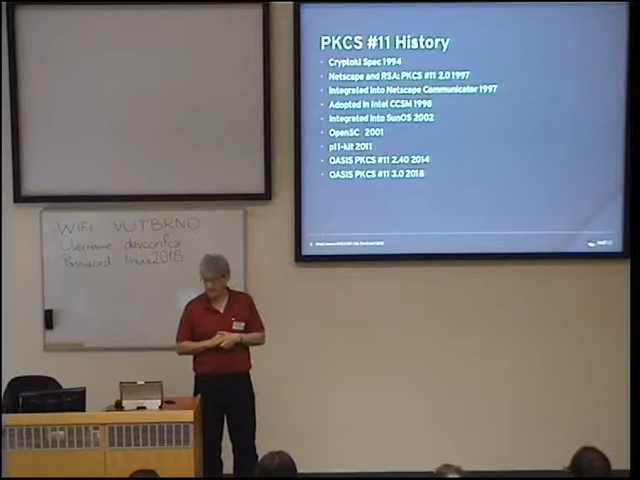 PKCS #11 History
· Cryptoki Spec 1994
· Netscape and RSA: PKCS #11 2.0 1997
· Integrated into Netscape Communicator 1997
· Adopted in Intel CCSM 1998
· Integrated into SunOS 2002
· OpenSC 2001
· p11-kit 2011
· OASIS PKCS #11 2.40 2014
· OASIS PKCS #11 3.0 2018
WiFi VUTBRNO
Username devconfcz
Password linux2018